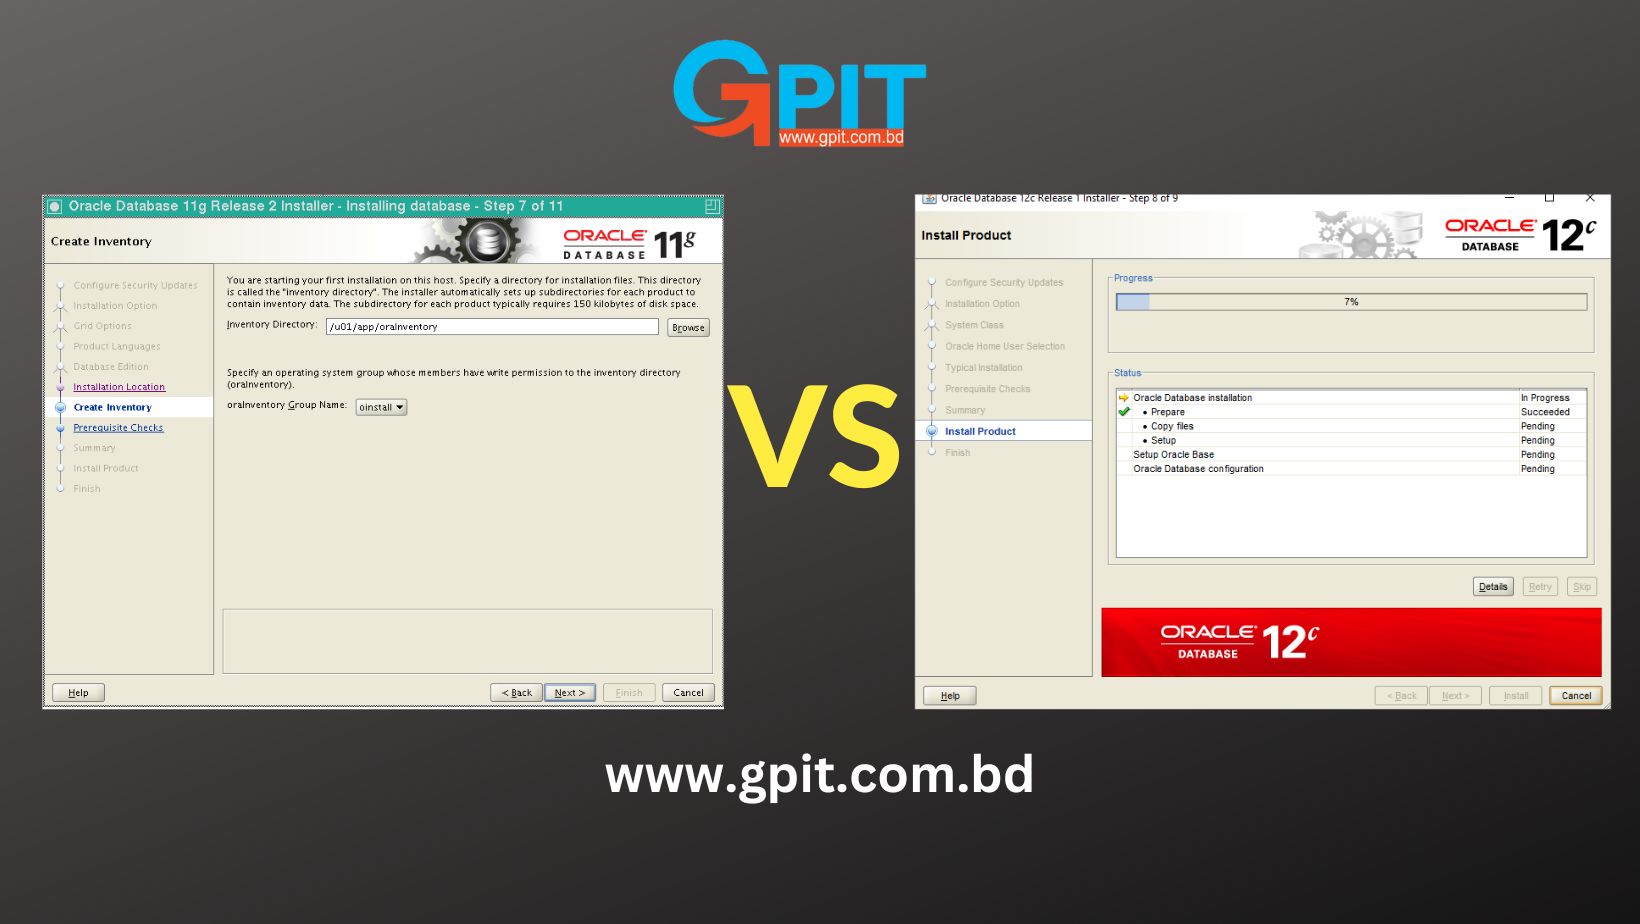 GPIT
www.gpit.com.bd
Oracle Database 11g Release 2 Installer - Installing database - Step 7 of 11
Create Inventory
ORACLE
DATABASE
11g
Configure Security Updates
Installation Option
Grid Options
Product Languages
Database Edition
Installation Location
Create Inventory
Prerequisite Checks
Summary
Install Product
Finish
You are starting your first installation on this host. Specify a directory for installation files. This directory
is called the "inventory directory". The installer automatically sets up subdirectories for each product to
contain inventory data. The subdirectory for each product typically requires 150 kilobytes of disk space.
Inventory Directory: /u01/app/oraInventory Browse
Specify an operating system group whose members have write permission to the inventory directory
(oraInventory).
oraInventory Group Name: oinstall
Help < Back Next > Finish Cancel
VS
Oracle Database 12c Release 1 Installer - Step 8 of 9
Install Product
ORACLE
DATABASE
12c
Configure Security Updates
Installation Option
System Class
Oracle Home User Selection
Typical Installation
Prerequisite Checks
Summary
Install Product
Finish
Progress
7%
Status
Oracle Database installation In Progress
• Prepare Succeeded
• Copy files Pending
• Setup Pending
Setup Oracle Base Pending
Oracle Database configuration Pending
Details Retry Skip
ORACLE
DATABASE
12c
Help < Back Next > Install Cancel
www.gpit.com.bd